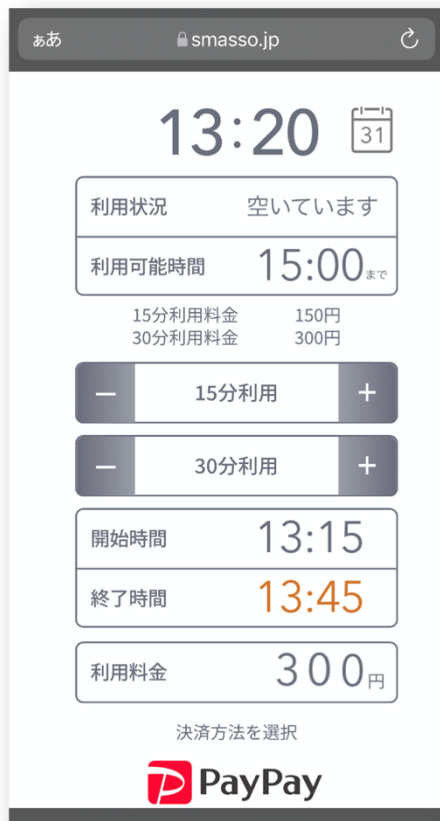 ぁあ smasso.jp
13:20 31
利用状況 空いています
利用可能時間 15:00まで
15分利用料金 150円
30分利用料金 300円
− 15分利用 +
− 30分利用 +
開始時間 13:15
終了時間 13:45
利用料金 300円
決済方法を選択
PayPay